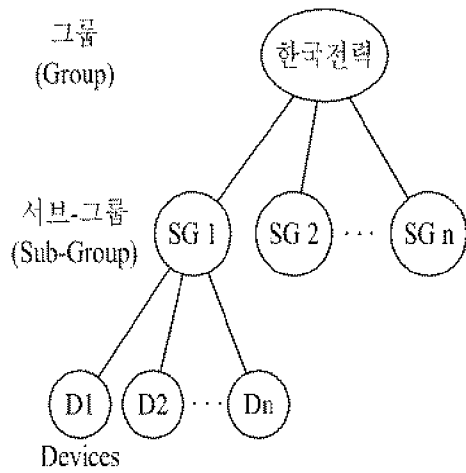 그룹
(Group)
한국전력
서브-그룹
(Sub-Group)
SG 1
SG 2
···
SG n
D1
D2
···
Dn
Devices